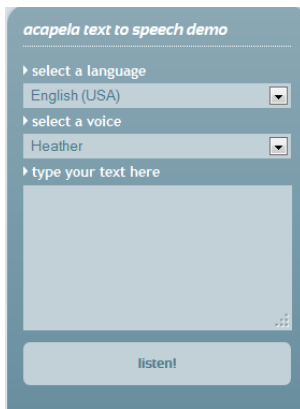 acapela text to speech demo
select a language
English (USA)
select a voice
Heather
type your text here
listen!